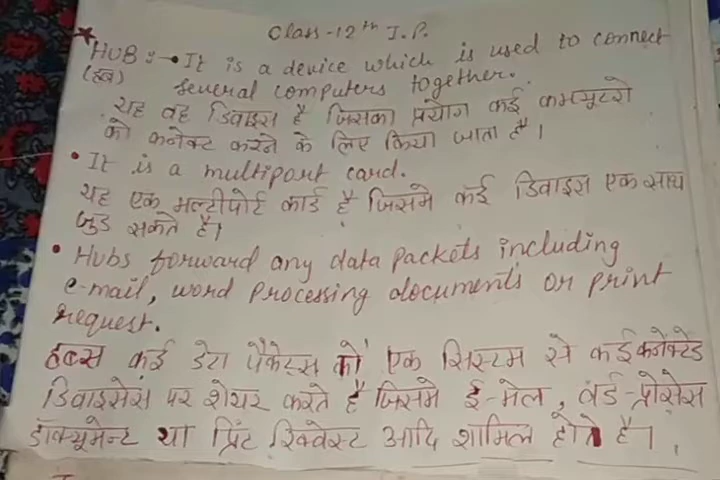 Class-12th I.P.
HUB :- • It is a device which is used to connect
(हब) several computers together.
यह वह डिवाइस है जिसका प्रयोग कई कम्प्यूटरो
को कनेक्ट करने के लिए किया जाता है।
• It is a multiport card.
यह एक मल्टीपोर्ट कार्ड है जिसमे कई डिवाइस एक साथ
जुड सकते है।
• Hubs forward any data packets including
e-mail, word processing documents or print
request.
हब्स कई डेटा पैकेट्स को एक सिस्टम से कई कनेक्टेड
डिवाइसेस पर शेयर करते है जिसमे ई-मेल, वर्ड-प्रोसेस
डॉक्यूमेन्ट या प्रिंट रिक्वेस्ट आदि शामिल होते है।